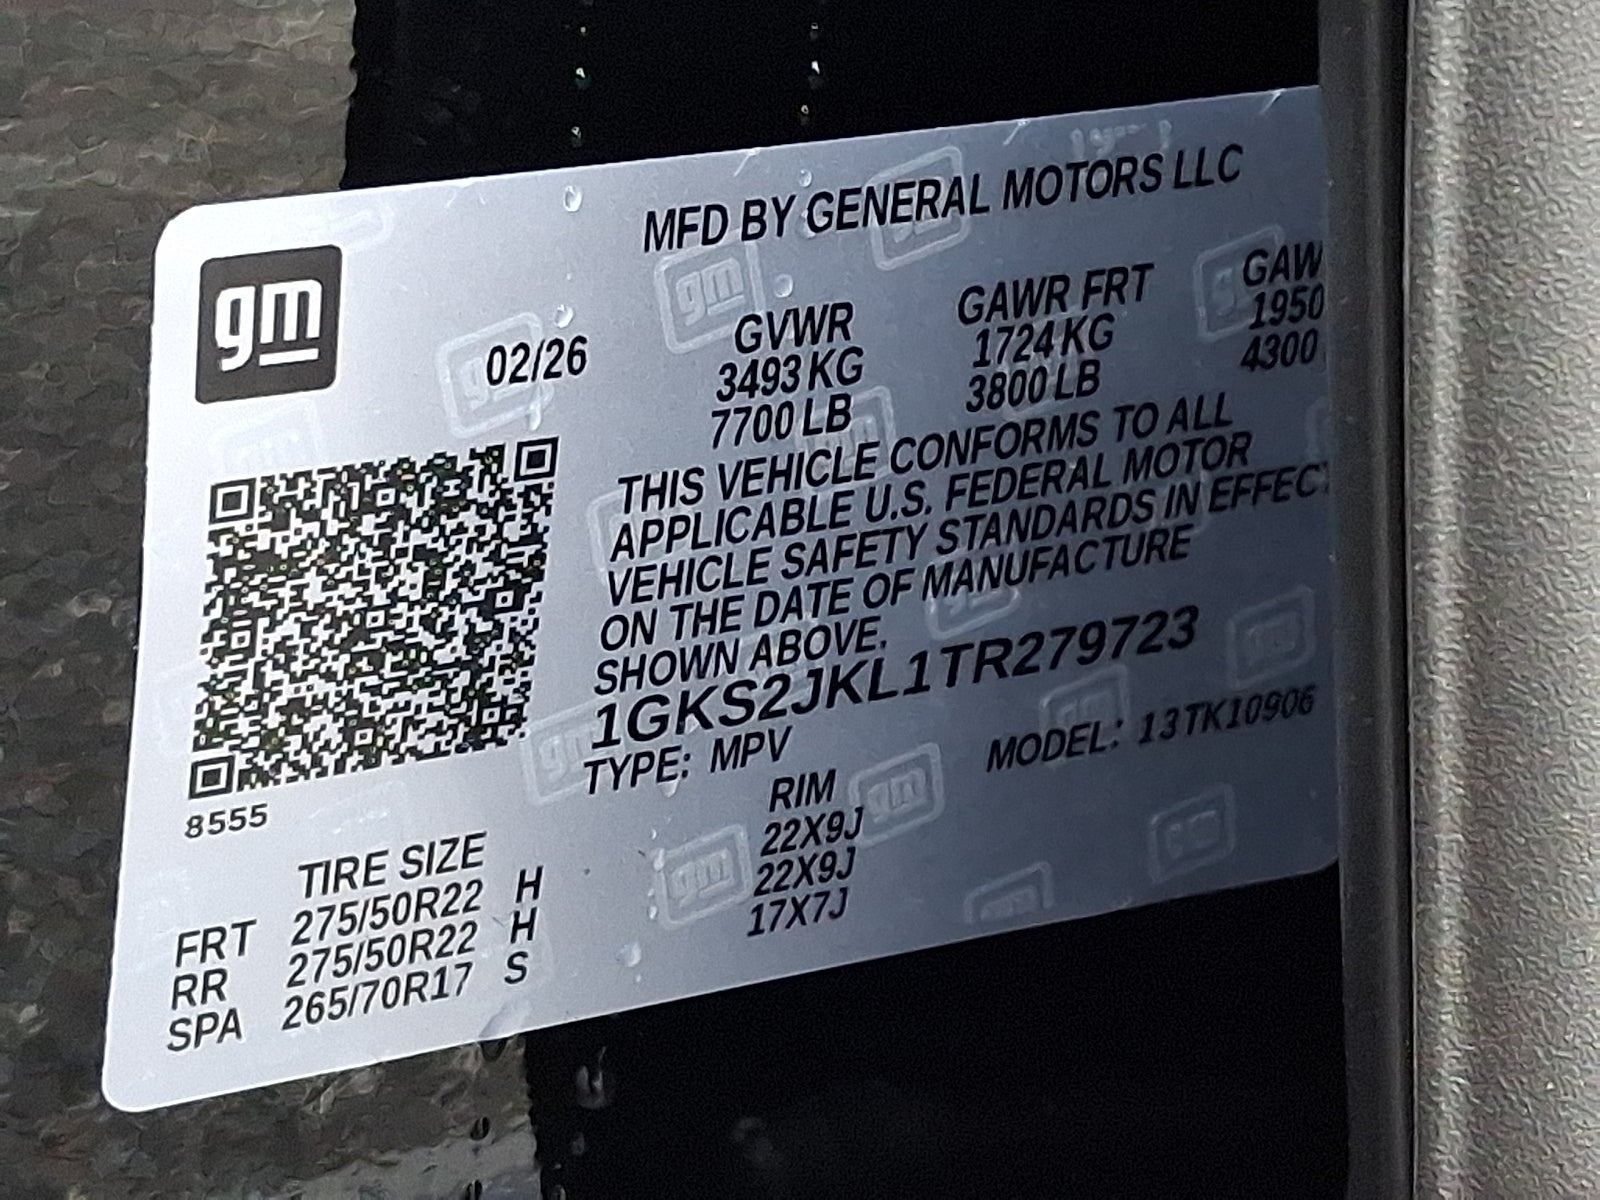 MFD BY GENERAL MOTORS LLC
gm
02/26
GVWR GAWR FRT GAW
3493 KG 1724 KG 1950
7700 LB 3800 LB 4300
THIS VEHICLE CONFORMS TO ALL
APPLICABLE U.S. FEDERAL MOTOR
VEHICLE SAFETY STANDARDS IN EFFECT
ON THE DATE OF MANUFACTURE
SHOWN ABOVE.
1GKS2JKL1TR279723
TYPE: MPV MODEL: 13TK10906
8555
TIRE SIZE RIM
FRT 275/50R22 H 22X9J
RR 275/50R22 H 22X9J
SPA 265/70R17 S 17X7J